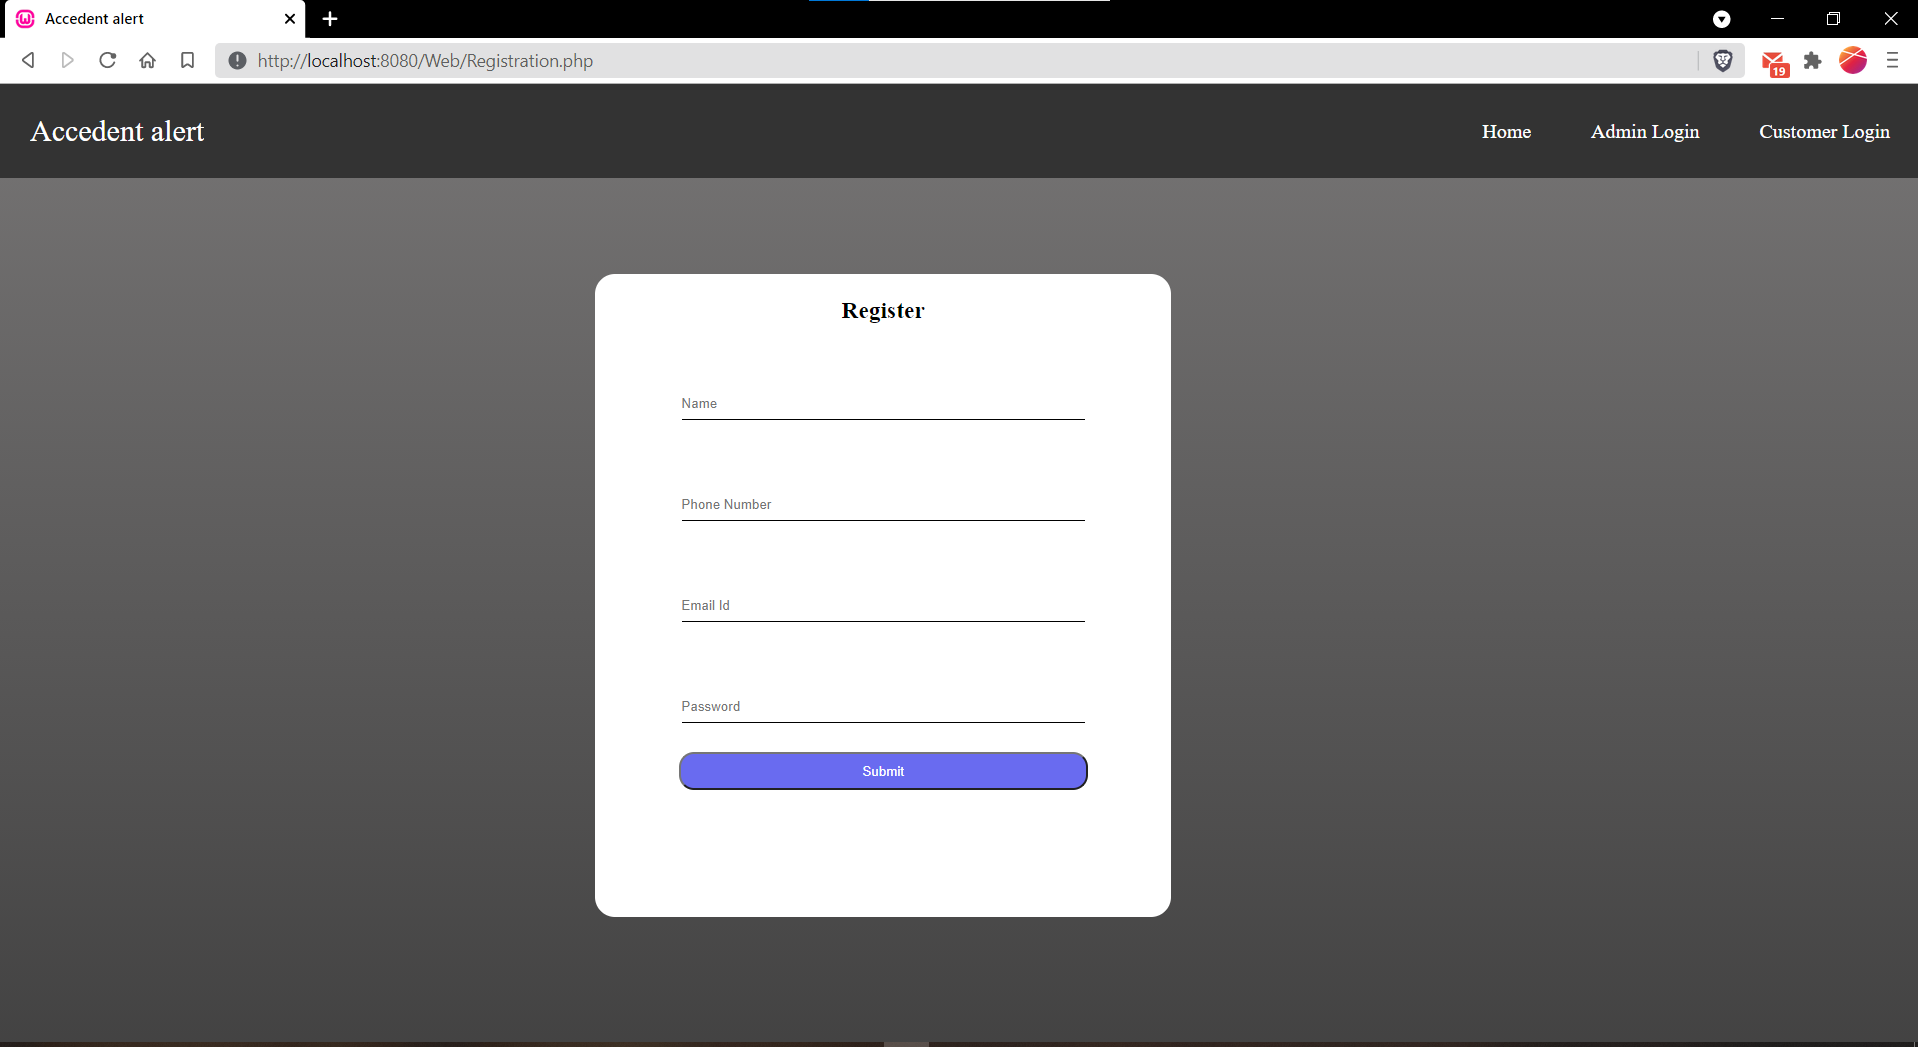 Accedent alert
http://localhost:8080/Web/Registration.php
19
Accedent alert
Home
Admin Login
Customer Login
Register
Name
Phone Number
Email Id
Password
Submit